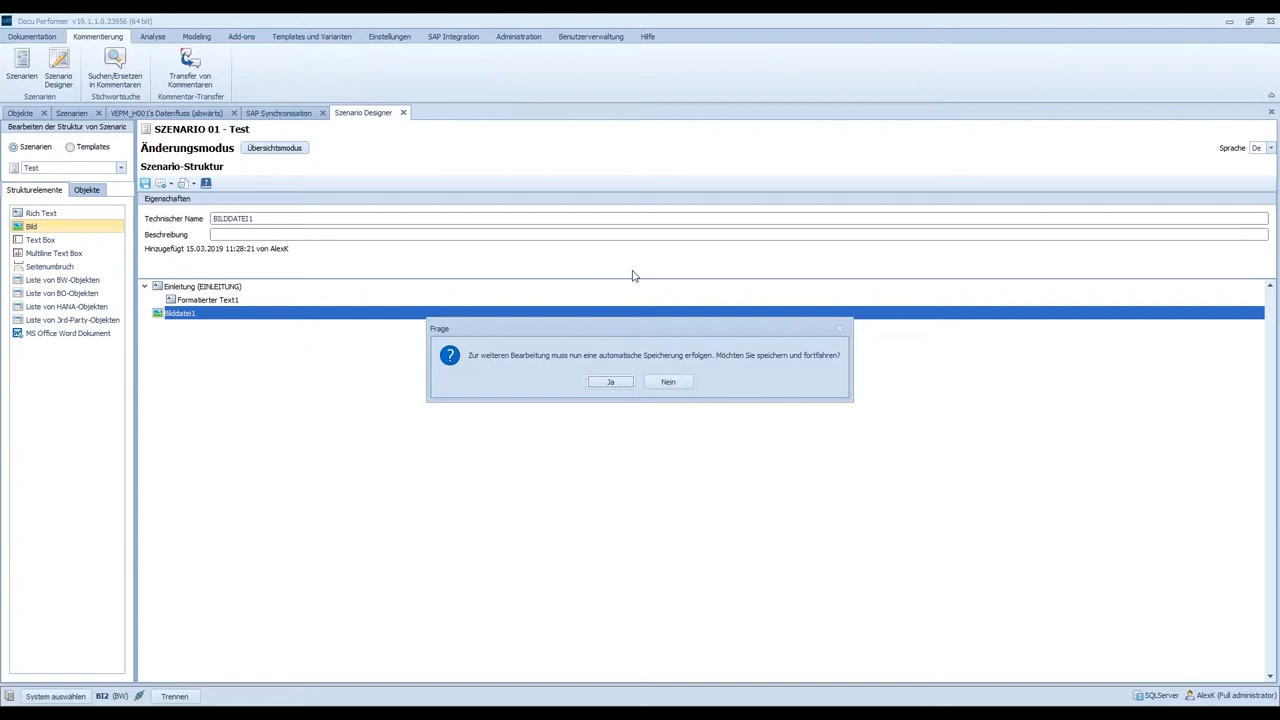 Docu Performer v19.1.1.0.23956 (64 bit)
Dokumentation Kommentierung Analyse Modeling Add-ons Templates und Varianten Einstellungen SAP Integration Administration Benutzerverwaltung Hilfe
Szenarien
Szenario Designer
Suchen/Ersetzen in Kommentaren
Transfer von Kommentaren
Szenarien Stichwortsuche Kommentar-Transfer
Objekte Szenarien VEPM_H001's Datenfluss (abwärts) SAP Synchronisation Szenario Designer
Bearbeiten der Struktur von Szenaric
Szenarien Templates
Test
Strukturelemente Objekte
Rich Text
Bild
Text Box
Multiline Text Box
Seitenumbruch
Liste von BW-Objekten
Liste von BO-Objekten
Liste von HANA-Objekten
Liste von 3rd-Party-Objekten
MS Office Word Dokument
SZENARIO 01 - Test
Änderungsmodus Übersichtsmodus
Sprache De
Szenario-Struktur
Eigenschaften
Technischer Name BILDDATEI1
Beschreibung
Hinzugefügt 15.03.2019 11:28:21 von AlexK
Einleitung (EINLEITUNG)
Formatierter Text1
Bilddatei1
Frage
Zur weiteren Bearbeitung muss nun eine automatische Speicherung erfolgen. Möchten Sie speichern und fortfahren?
Ja Nein
System auswählen BI2 (BW) Trennen SQLServer AlexK (Full administrator)